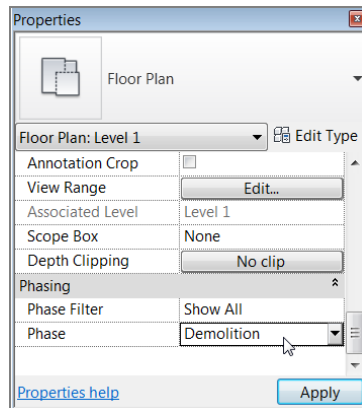 Properties
Floor Plan
Floor Plan: Level 1 Edit Type
Annotation Crop
View Range Edit...
Associated Level Level 1
Scope Box None
Depth Clipping No clip
Phasing
Phase Filter Show All
Phase Demolition
Properties help Apply